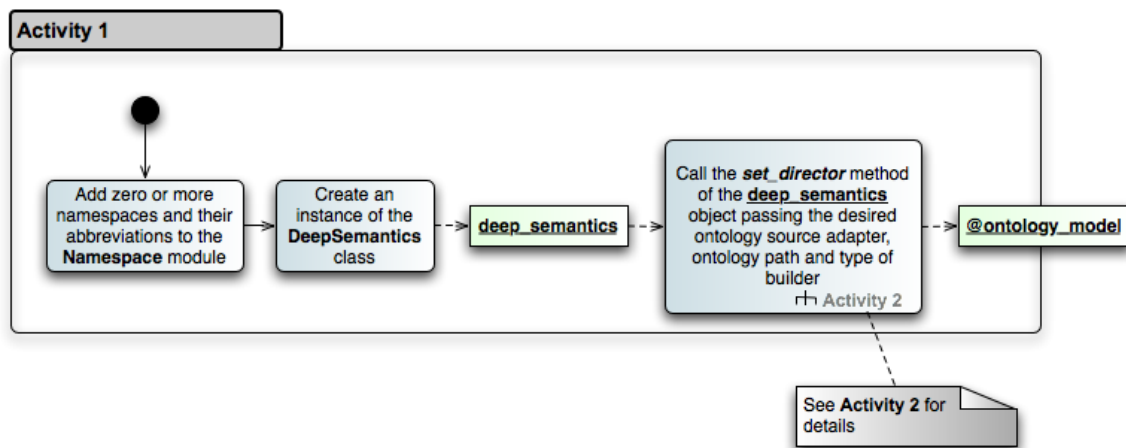 Activity 1
Add zero or more
namespaces and their
abbreviations to the
Namespace module
Create an
instance of the
DeepSemantics
class
deep_semantics
Call the set_director method
of the deep_semantics
object passing the desired
ontology source adapter,
ontology path and type of
builder
Activity 2
@ontology_model
See Activity 2 for
details